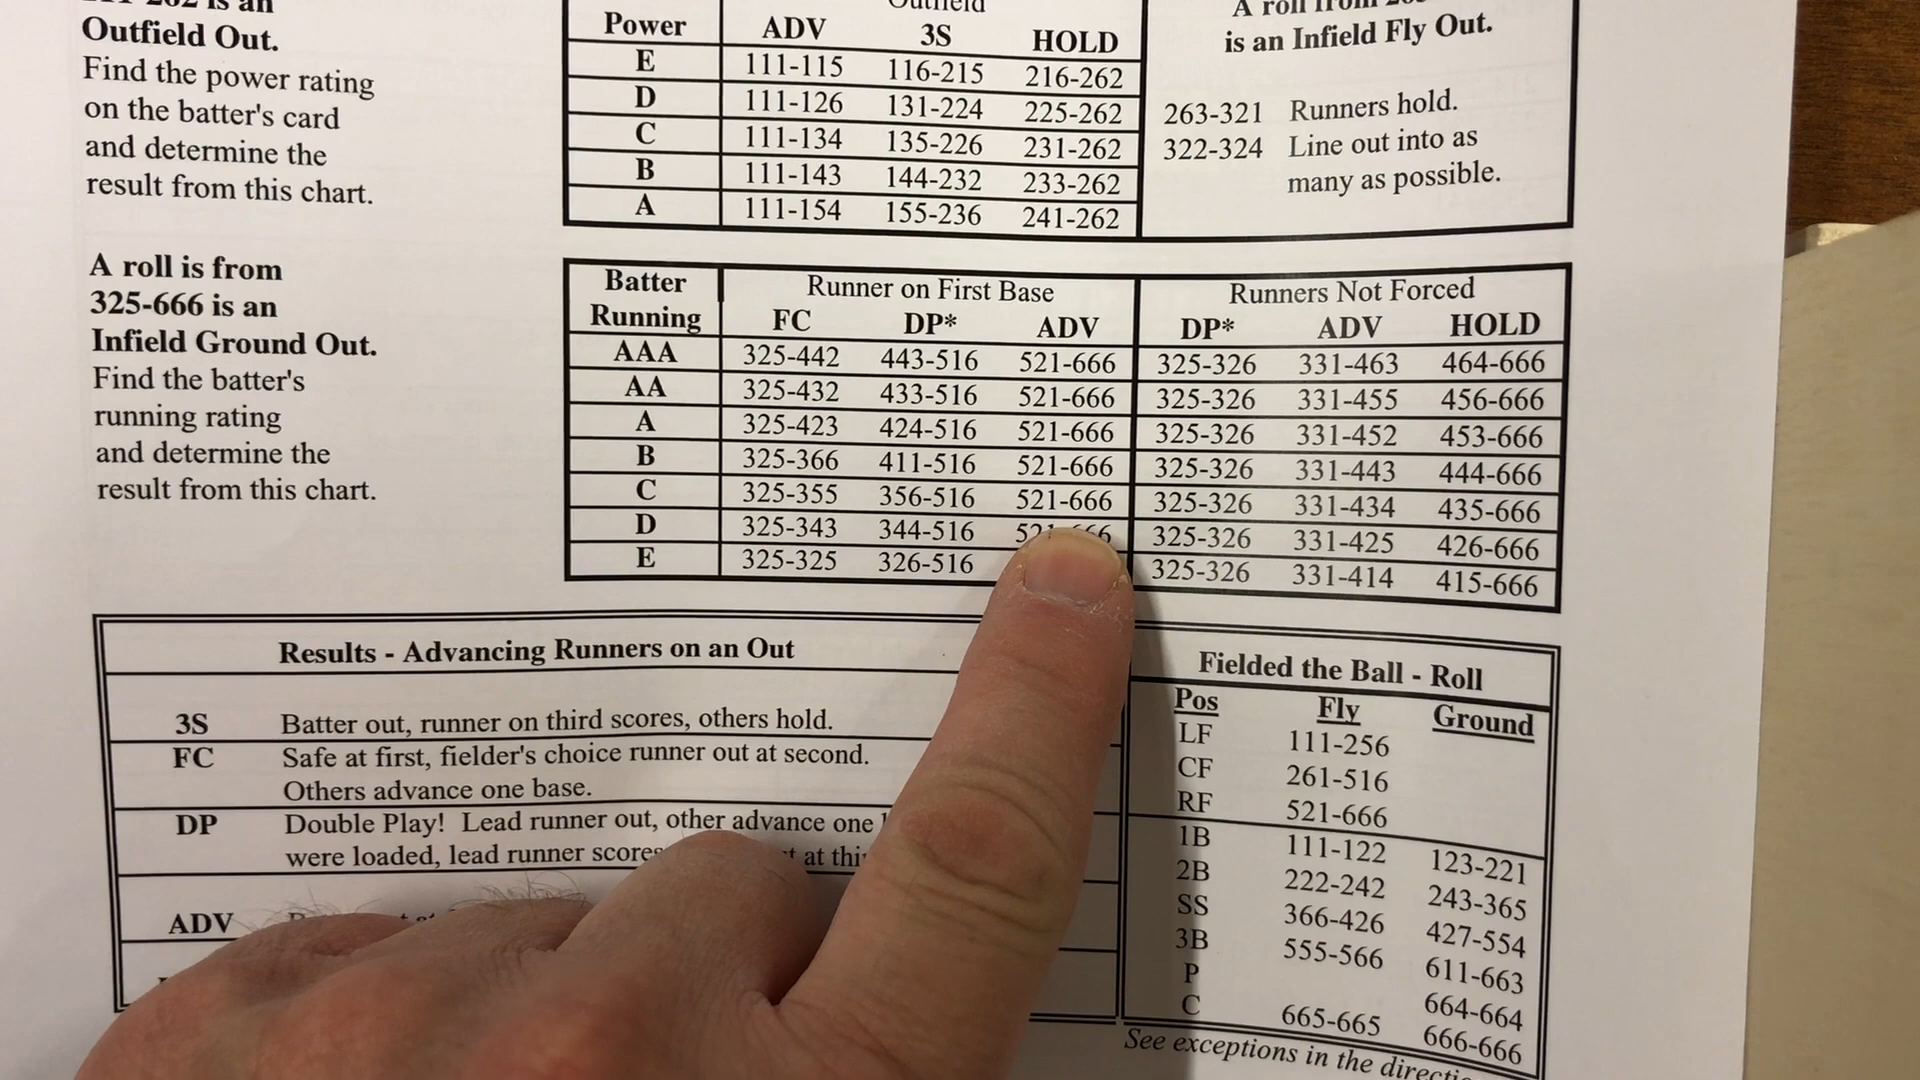 is an
Outfield Out.
Find the power rating
on the batter's card
and determine the
result from this chart.
Outfield
Power ADV 3S HOLD
E 111-115 116-215 216-262
D 111-126 131-224 225-262
C 111-134 135-226 231-262
B 111-143 144-232 233-262
A 111-154 155-236 241-262
A roll from
is an Infield Fly Out.
263-321 Runners hold.
322-324 Line out into as
many as possible.
A roll is from
325-666 is an
Infield Ground Out.
Find the batter's
running rating
and determine the
result from this chart.
Batter Runner on First Base Runners Not Forced
Running FC DP* ADV DP* ADV HOLD
AAA 325-442 443-516 521-666 325-326 331-463 464-666
AA 325-432 433-516 521-666 325-326 331-455 456-666
A 325-423 424-516 521-666 325-326 331-452 453-666
B 325-366 411-516 521-666 325-326 331-443 444-666
C 325-355 356-516 521-666 325-326 331-434 435-666
D 325-343 344-516 325-326 331-425 426-666
E 325-325 326-516 325-326 331-414 415-666
Results - Advancing Runners on an Out
3S Batter out, runner on third scores, others hold.
FC Safe at first, fielder's choice runner out at second.
Others advance one base.
DP Double Play! Lead runner out, other advance one
were loaded, lead runner scores at
ADV
Fielded the Ball - Roll
Pos Fly Ground
LF 111-256
CF 261-516
RF 521-666
1B 111-122 123-221
2B 222-242 243-365
SS 366-426 427-554
3B 555-566 611-663
P 664-664
C 665-665 666-666
See exceptions in the